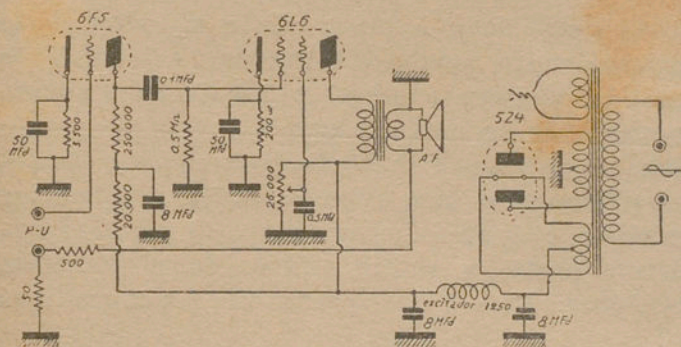 6F5
6L6
0.1 MFd
50 MFd
3.500
250.000
0.5 MΩ
50 MFd
200 ω
5Z4
A.F
25.000
0.5 Mfd
20.000
8 MFd
P-U
500
50
excitador 1250
8 MFd
8 MFd